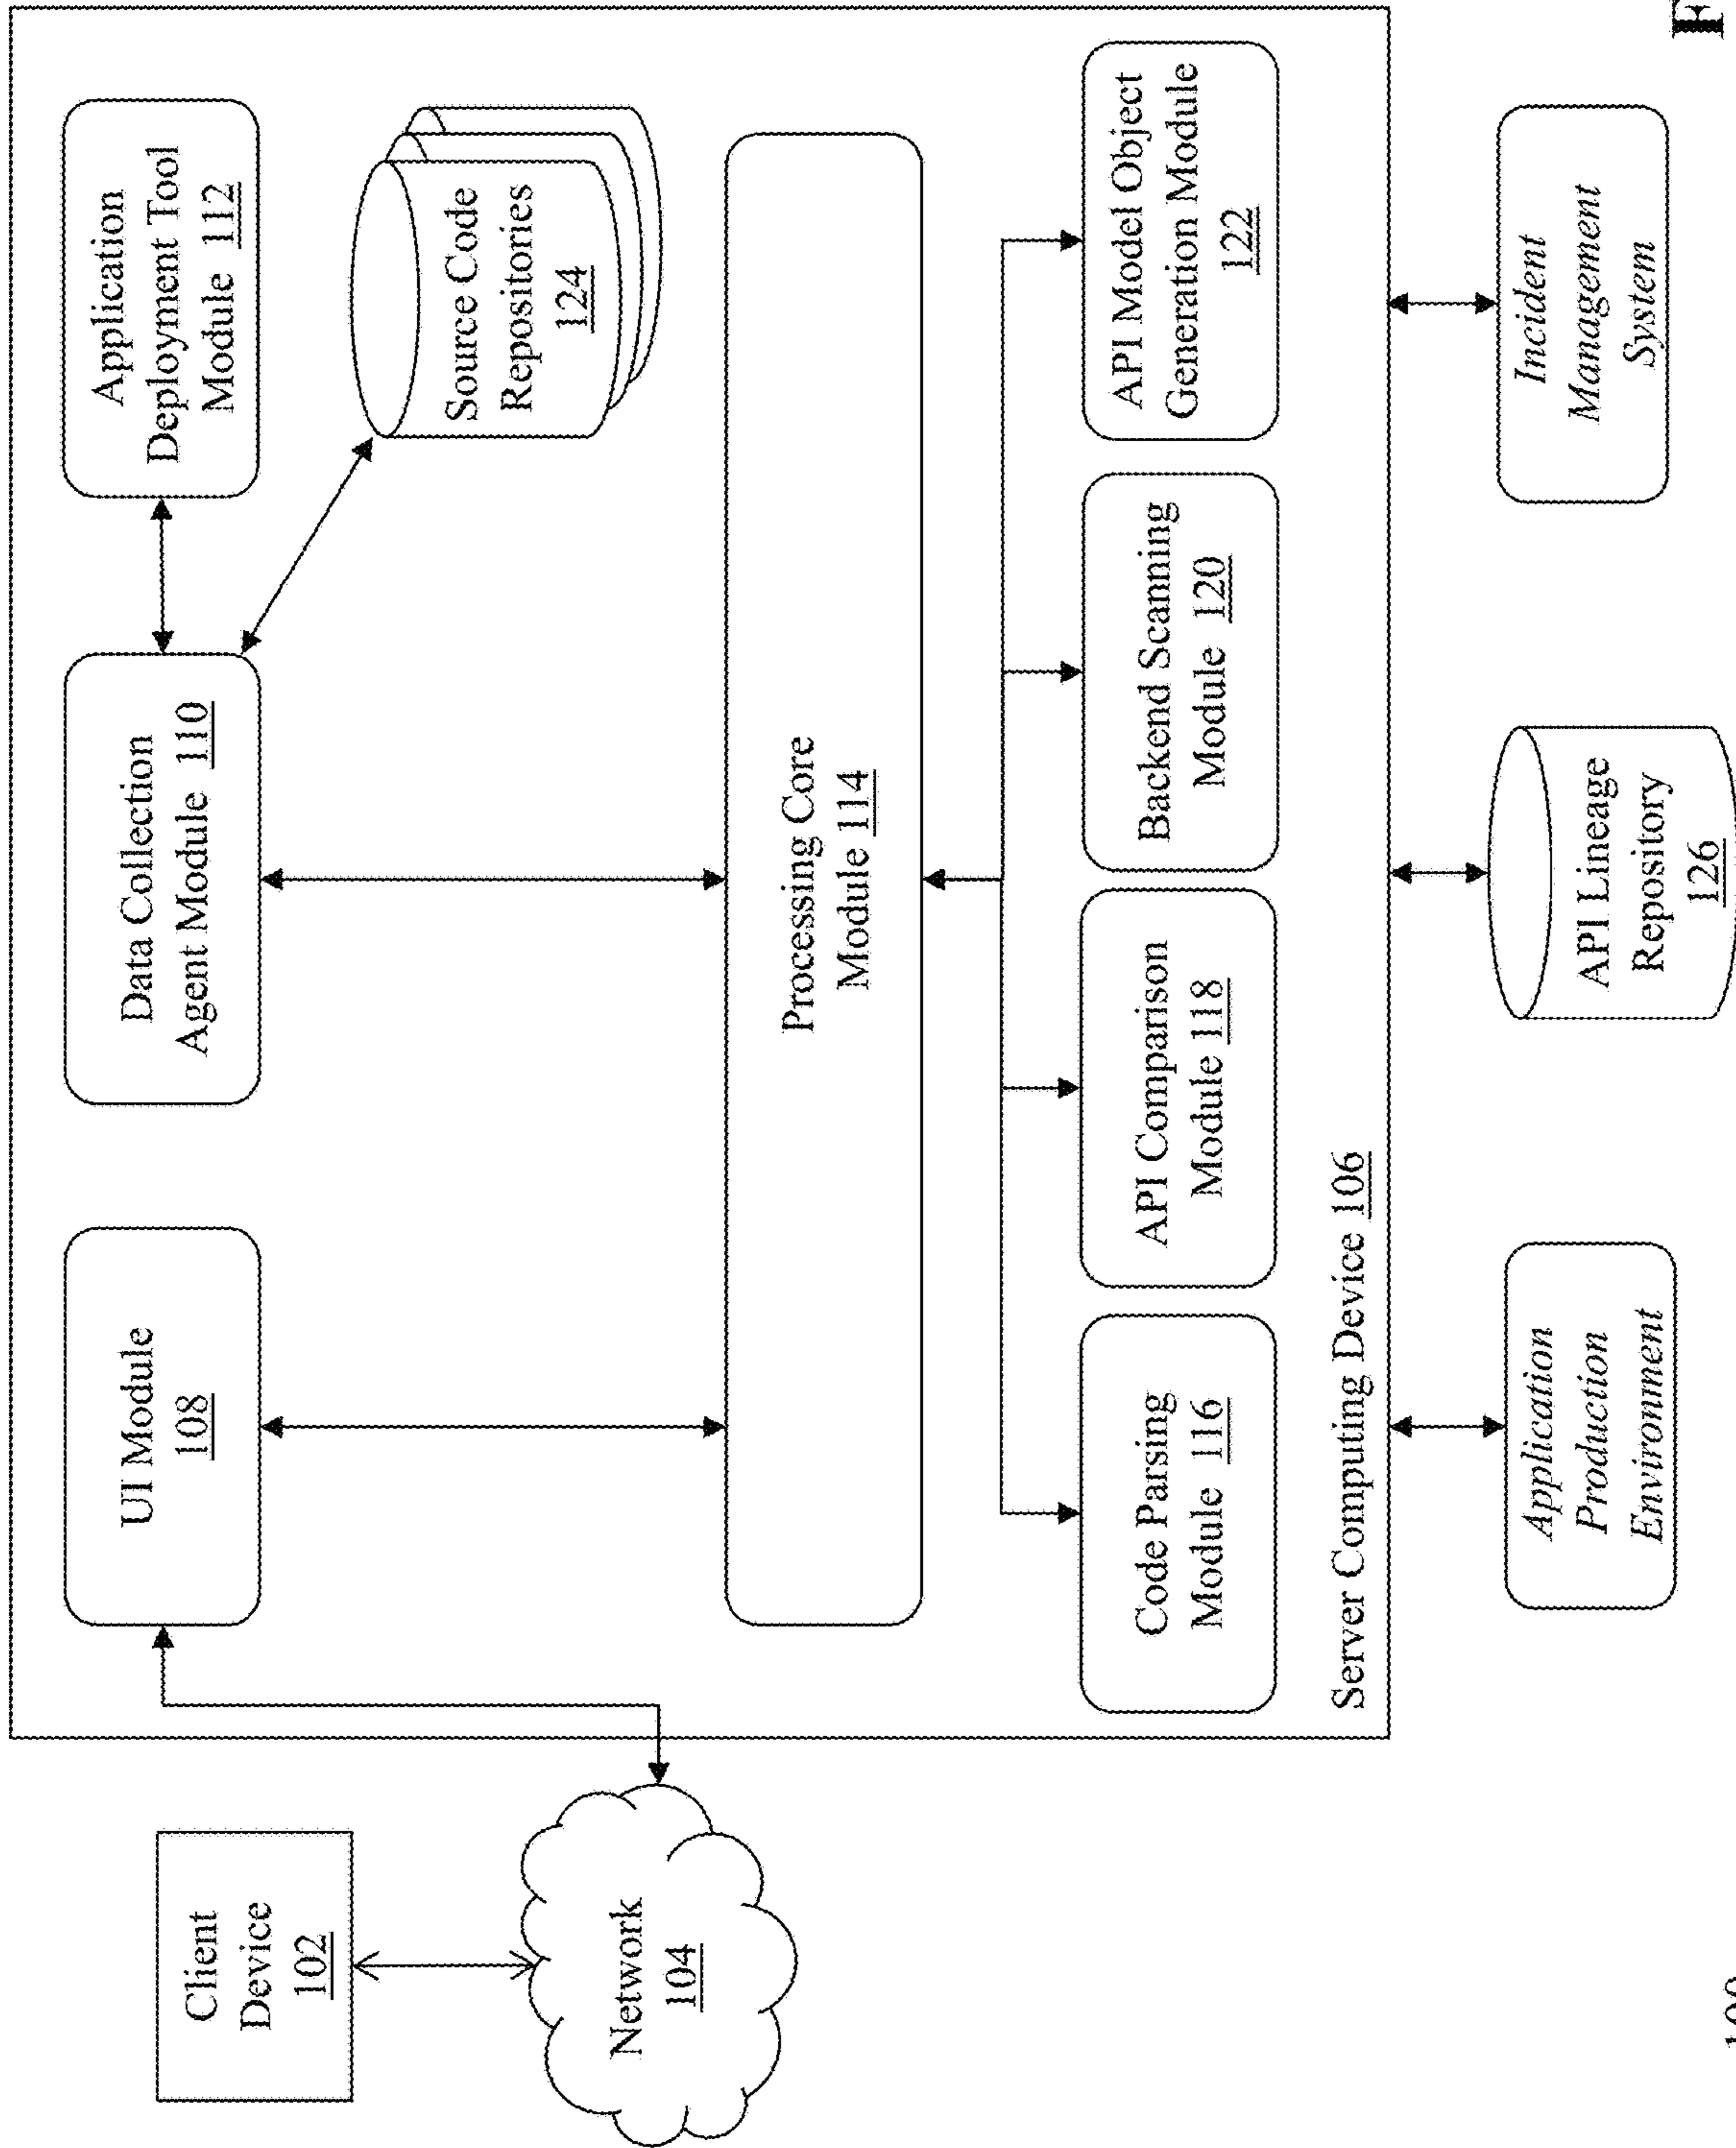 Client
Device
102
Network
104
UI Module
108
Data Collection
Agent Module 110
Application
Deployment Tool
Module 112
Source Code
Repositories
124
Processing Core
Module 114
Code Parsing
Module 116
API Comparison
Module 118
Backend Scanning
Module 120
API Model Object
Generation Module
122
Server Computing Device 106
Application
Production
Environment
API Lineage
Repository
126
Incident
Management
System